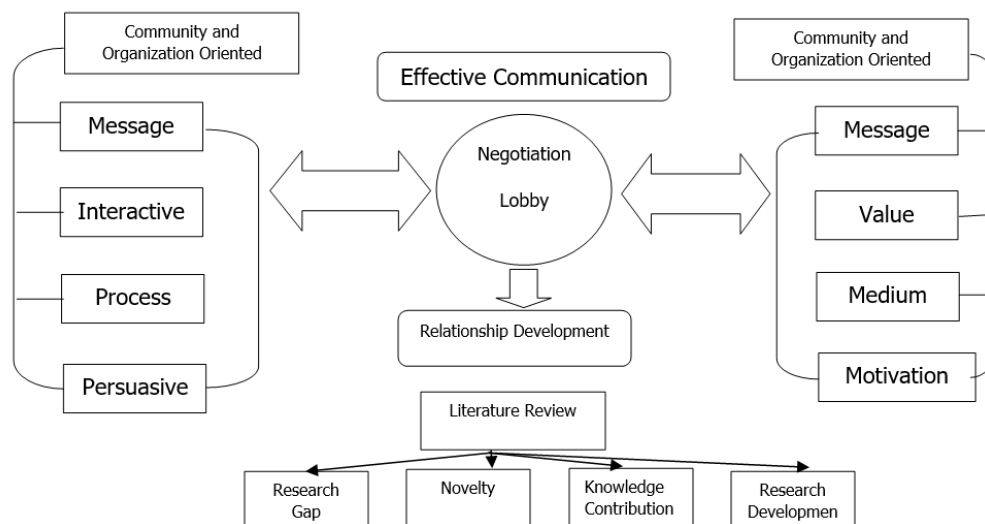 Community and
Organization Oriented
Message
Interactive
Process
Persuasive
Effective Communication
Negotiation
Lobby
Relationship Development
Community and
Organization Oriented
Message
Value
Medium
Motivation
Literature Review
Research
Gap
Novelty
Knowledge
Contribution
Research
Developmen